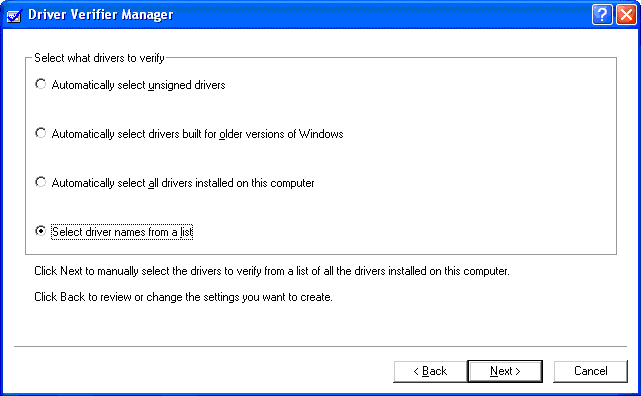 Driver Verifier Manager
Select what drivers to verify
Automatically select unsigned drivers
Automatically select drivers built for older versions of Windows
Automatically select all drivers installed on this computer
Select driver names from a list
Click Next to manually select the drivers to verify from a list of all the drivers installed on this computer.
Click Back to review or change the settings you want to create.
< Back Next > Cancel